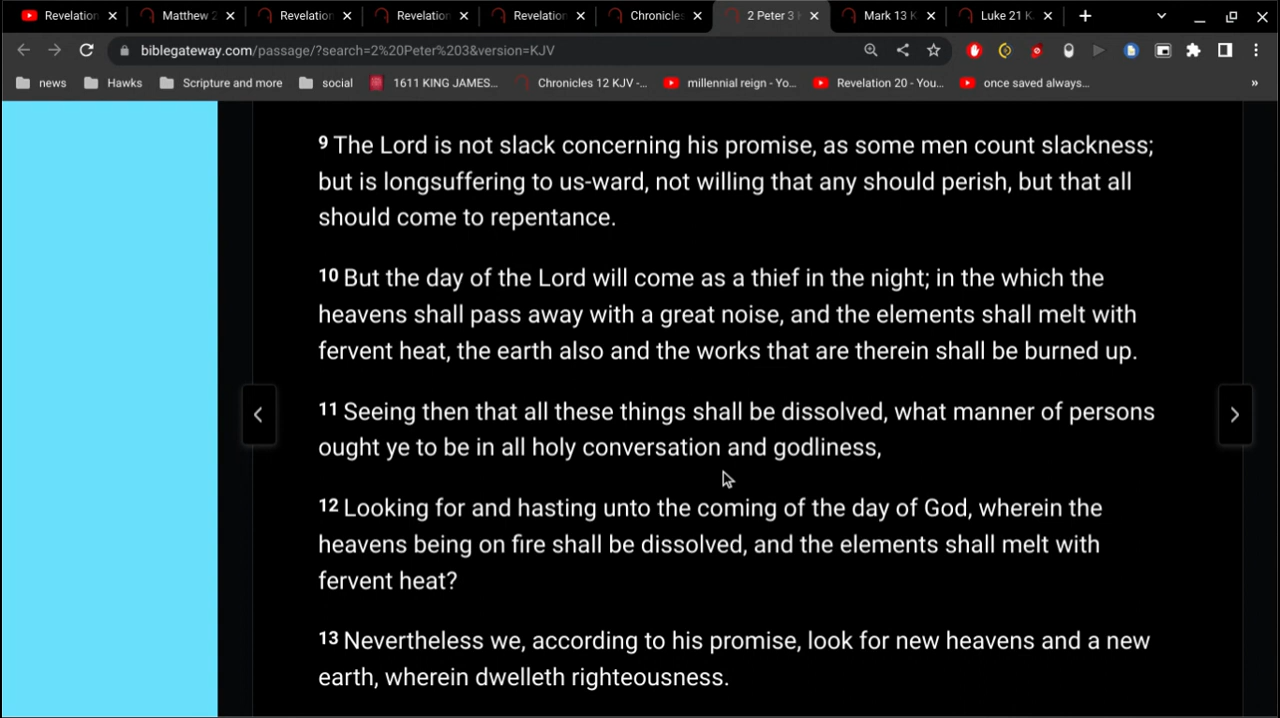 Revelation
Matthew 2
Revelation
Revelation
Revelation
Chronicles
2 Peter 3 K
Mark 13 K
Luke 21 K
biblegateway.com/passage/?search=2%20Peter%203&version=KJV
news
Hawks
Scripture and more
social
1611 KING JAMES...
Chronicles 12 KJV -...
millennial reign - Yo...
Revelation 20 - You...
once saved always...
»
9 The Lord is not slack concerning his promise, as some men count slackness;
but is longsuffering to us-ward, not willing that any should perish, but that all
should come to repentance.
10 But the day of the Lord will come as a thief in the night; in the which the
heavens shall pass away with a great noise, and the elements shall melt with
fervent heat, the earth also and the works that are therein shall be burned up.
11 Seeing then that all these things shall be dissolved, what manner of persons
ought ye to be in all holy conversation and godliness,
12 Looking for and hasting unto the coming of the day of God, wherein the
heavens being on fire shall be dissolved, and the elements shall melt with
fervent heat?
13 Nevertheless we, according to his promise, look for new heavens and a new
earth, wherein dwelleth righteousness.